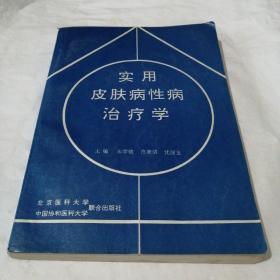 实用
皮肤病性病
治疗学
主编
北京医科大学
中国协和医科大学
联合出版社